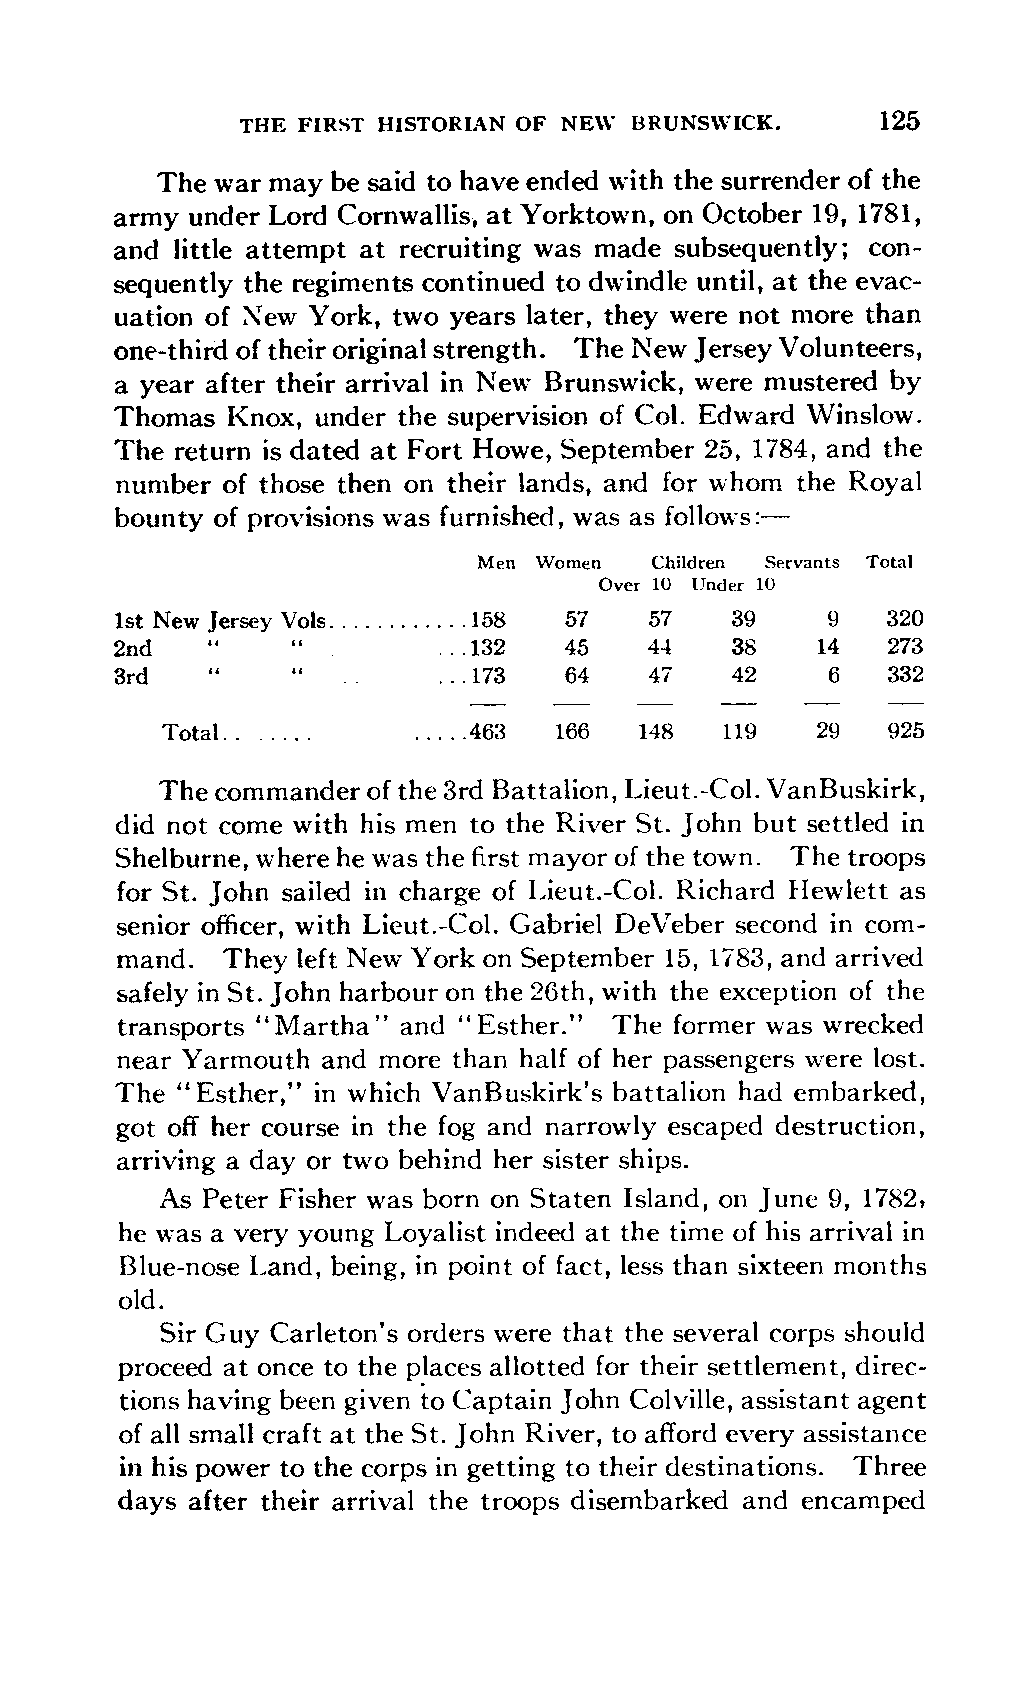 THE FIRST HISTORIAN OF NEW BRUNSWICK. 125
The war may be said to have ended with the surrender of the
army under Lord Cornwallis, at Yorktown, on October 19, 1781,
and little attempt at recruiting was made subsequently; con-
sequently the regiments continued to dwindle until, at the evac-
uation of New York, two years later, they were not more than
one-third of their original strength. The New Jersey Volunteers,
a year after their arrival in New Brunswick, were mustered by
Thomas Knox, under the supervision of Col. Edward Winslow.
The return is dated at Fort Howe, September 25, 1784, and the
number of those then on their lands, and for whom the Royal
bounty of provisions was furnished, was as follows:—
Men Women Children Servants Total
Over 10 Under 10
1st New Jersey Vols.............158 57 57 39 9 320
2nd " " . ...132 45 44 38 14 273
3rd " " .. ...173 64 47 42 6 332
Total........ .....463 166 148 119 29 925
The commander of the 3rd Battalion, Lieut.-Col. VanBuskirk,
did not come with his men to the River St. John but settled in
Shelburne, where he was the first mayor of the town. The troops
for St. John sailed in charge of Lieut.-Col. Richard Hewlett as
senior officer, with Lieut.-Col. Gabriel DeVeber second in com-
mand. They left New York on September 15, 1783, and arrived
safely in St. John harbour on the 26th, with the exception of the
transports "Martha" and "Esther." The former was wrecked
near Yarmouth and more than half of her passengers were lost.
The "Esther," in which VanBuskirk's battalion had embarked,
got off her course in the fog and narrowly escaped destruction,
arriving a day or two behind her sister ships.
As Peter Fisher was born on Staten Island, on June 9, 1782,
he was a very young Loyalist indeed at the time of his arrival in
Blue-nose Land, being, in point of fact, less than sixteen months
old.
Sir Guy Carleton's orders were that the several corps should
proceed at once to the places allotted for their settlement, direc-
tions having been given to Captain John Colville, assistant agent
of all small craft at the St. John River, to afford every assistance
in his power to the corps in getting to their destinations. Three
days after their arrival the troops disembarked and encamped